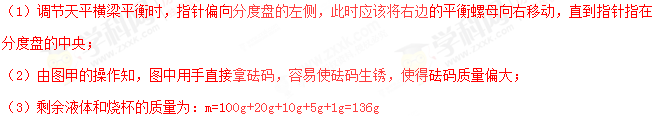 （1）调节天平横梁平衡时，指针偏向分度盘的左侧，此时应该将右边的平衡螺母向右移动，直到指针指在
分度盘的中央；
（2）由图甲的操作知，图中用手直接拿砝码，容易使砝码生锈，使得砝码质量偏大；
（3）剩余液体和烧杯的质量为：m=100g+20g+10g+5g+1g=136g